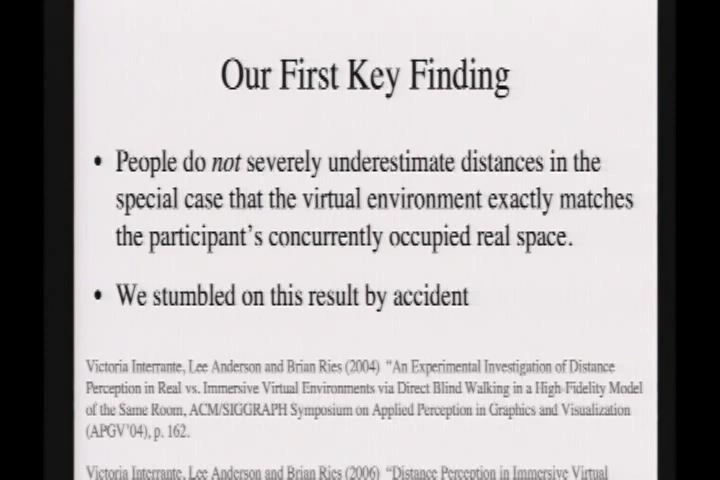 Our First Key Finding
• People do not severely underestimate distances in the
special case that the virtual environment exactly matches
the participant's concurrently occupied real space.
• We stumbled on this result by accident
Victoria Interrante, Lee Anderson and Brian Ries (2004) "An Experimental Investigation of Distance
Perception in Real vs. Immersive Virtual Environments via Direct Blind Walking in a High-Fidelity Model
of the Same Room, ACM/SIGGRAPH Symposium on Applied Perception in Graphics and Visualization
(APGV'04), p. 162.
Victoria Interrante, Lee Anderson and Brian Ries (2006) "Distance Perception in Immersive Virtual